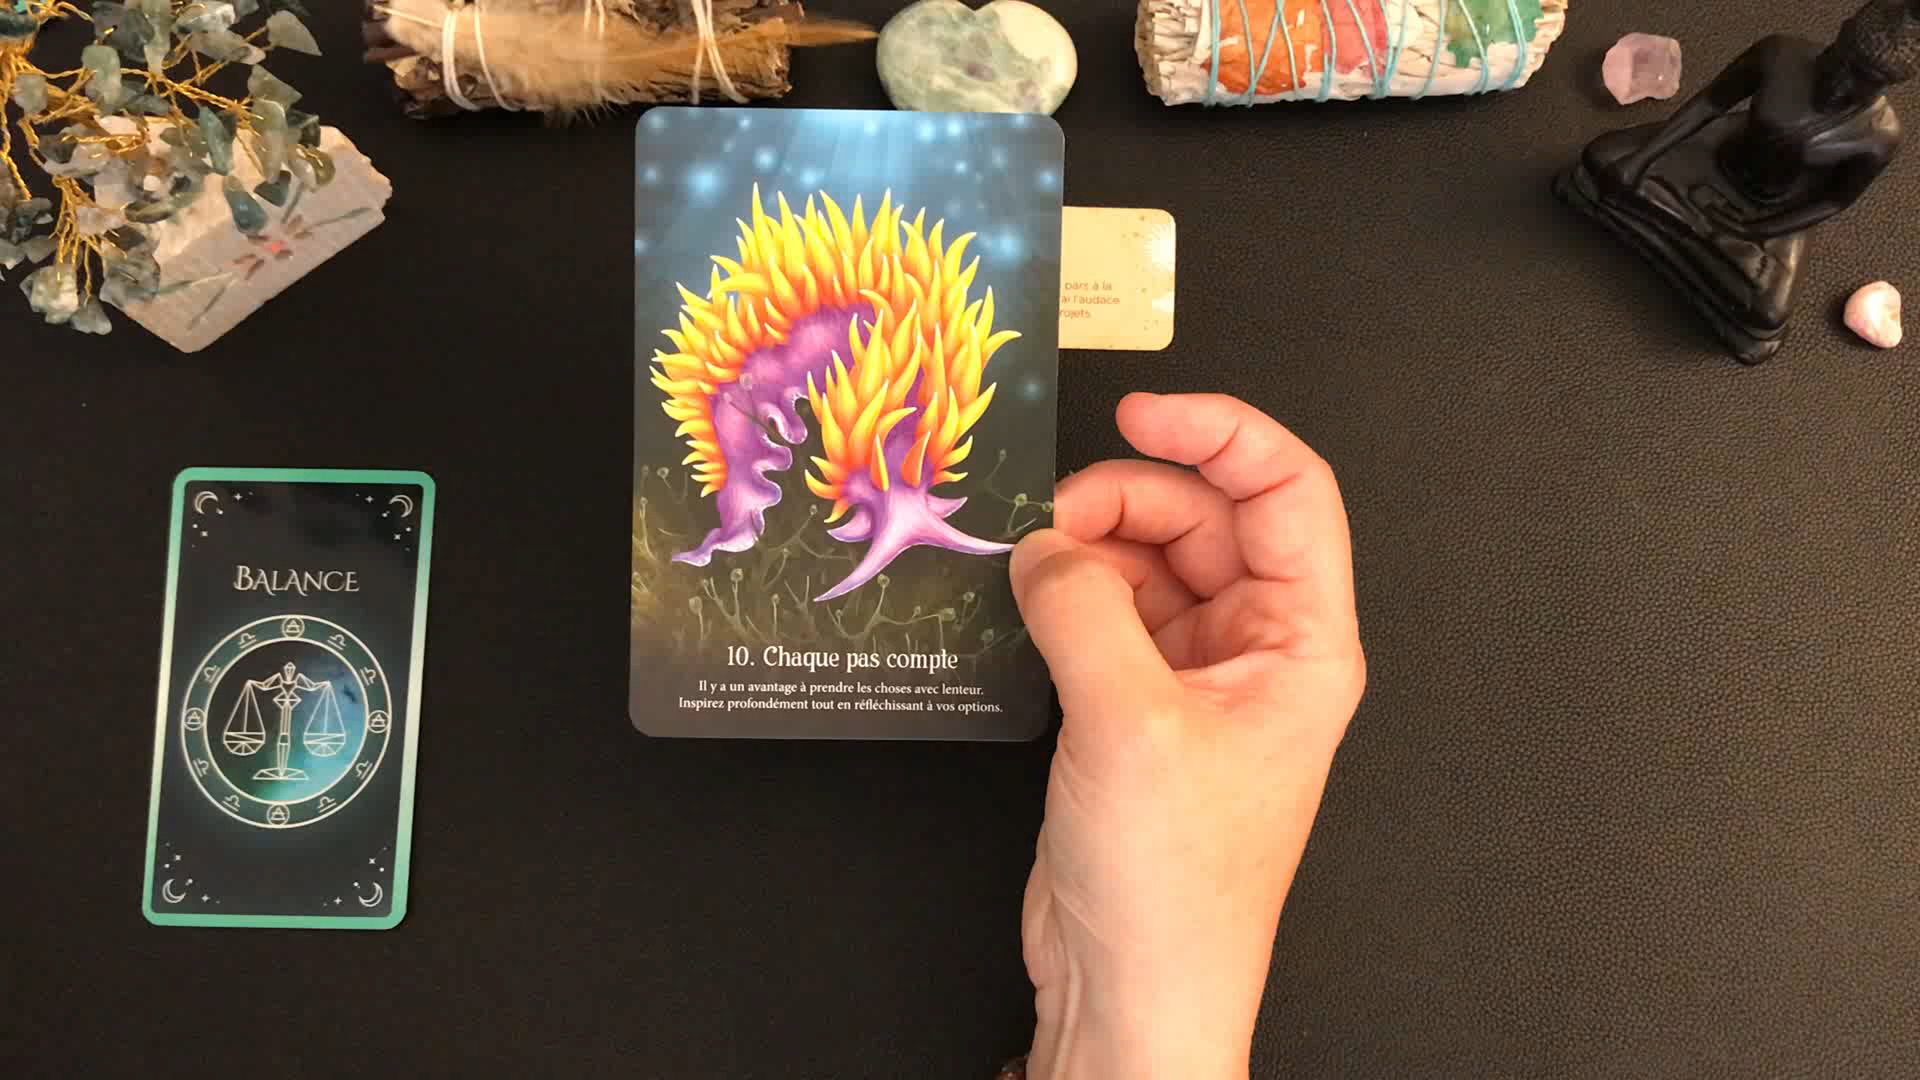 pars à la
ai l'audace
rojets
BALANCE
10. Chaque pas compte
Il y a un avantage à prendre les choses avec lenteur.
Inspirez profondément tout en réfléchissant à vos options.